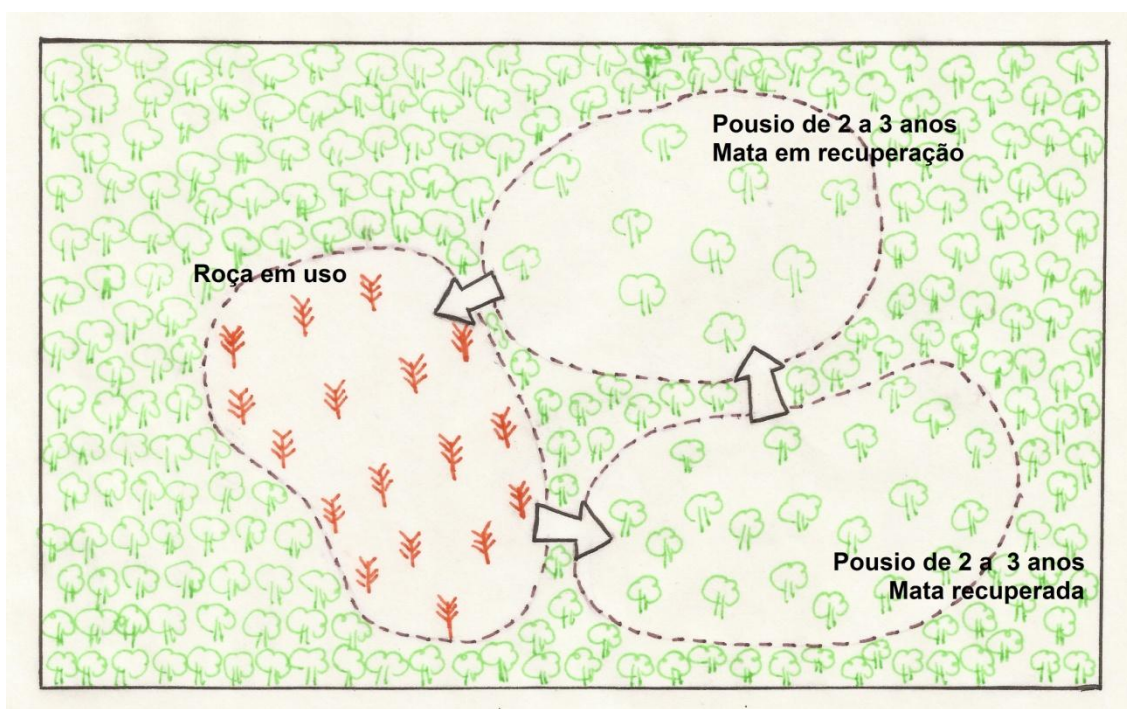 Pousio de 2 a 3 anos
Mata em recuperação
Roça em uso
Pousio de 2 a 3 anos
Mata recuperada